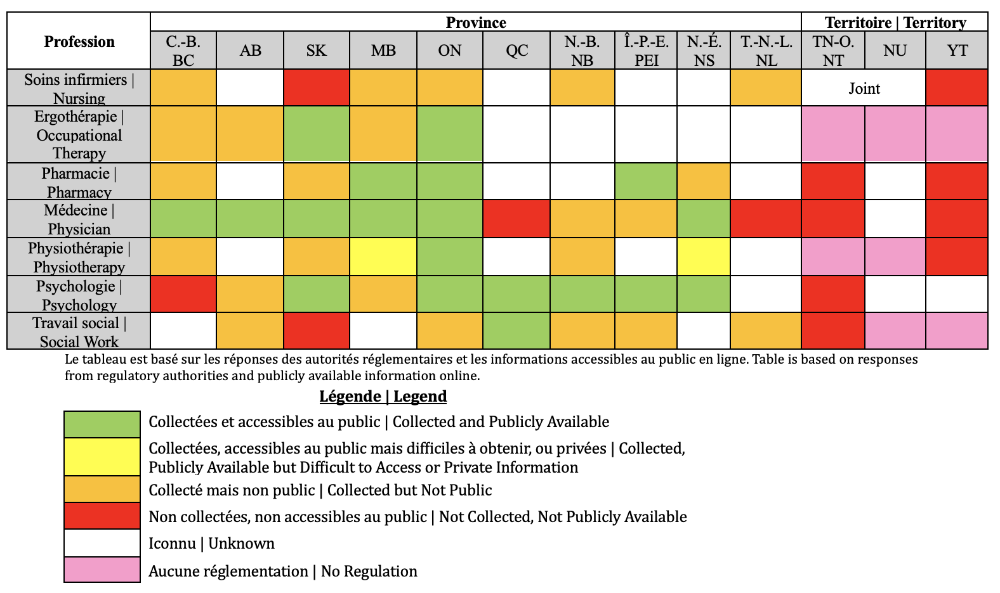 Profession
Province
Territoire | Territory
C.-B.
BC
AB
SK
MB
ON
QC
N.-B.
NB
Î.-P.-E.
PEI
N.-É.
NS
T.-N.-L.
NL
TN-O.
NT
NU
YT
Soins infirmiers |
Nursing
Joint
Ergothérapie |
Occupational
Therapy
Pharmacie |
Pharmacy
Médecine |
Physician
Physiothérapie |
Physiotherapy
Psychologie |
Psychology
Travail social |
Social Work
Le tableau est basé sur les réponses des autorités réglementaires et les informations accessibles au public en ligne. Table is based on responses
from regulatory authorities and publicly available information online.
Légende | Legend
Collectées et accessibles au public | Collected and Publicly Available
Collectées, accessibles au public mais difficiles à obtenir, ou privées | Collected,
Publicly Available but Difficult to Access or Private Information
Collecté mais non public | Collected but Not Public
Non collectées, non accessibles au public | Not Collected, Not Publicly Available
Iconnu | Unknown
Aucune réglementation | No Regulation